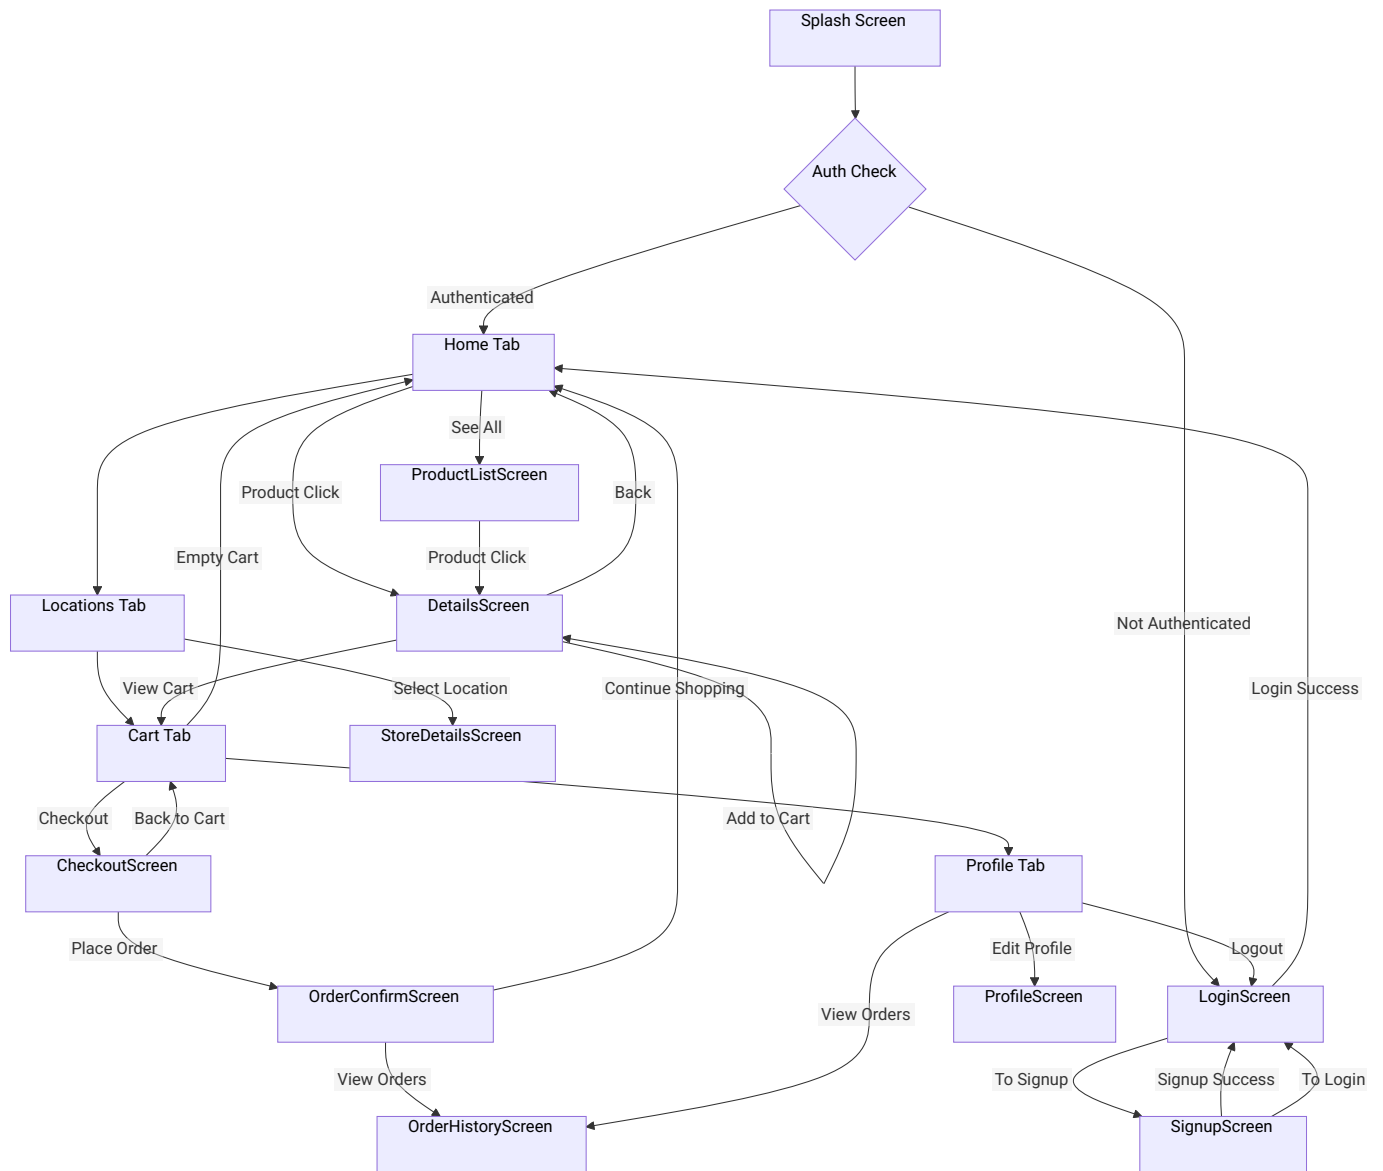 Splash Screen
Auth Check
Authenticated
Home Tab
See All
ProductListScreen
Product Click
Back
Empty Cart
Product Click
Locations Tab
DetailsScreen
Not Authenticated
View Cart
Select Location
Continue Shopping
Login Success
Cart Tab
StoreDetailsScreen
Checkout
Back to Cart
Add to Cart
CheckoutScreen
Profile Tab
Place Order
Edit Profile
Logout
OrderConfirmScreen
ProfileScreen
LoginScreen
View Orders
View Orders
To Signup
Signup Success
To Login
OrderHistoryScreen
SignupScreen